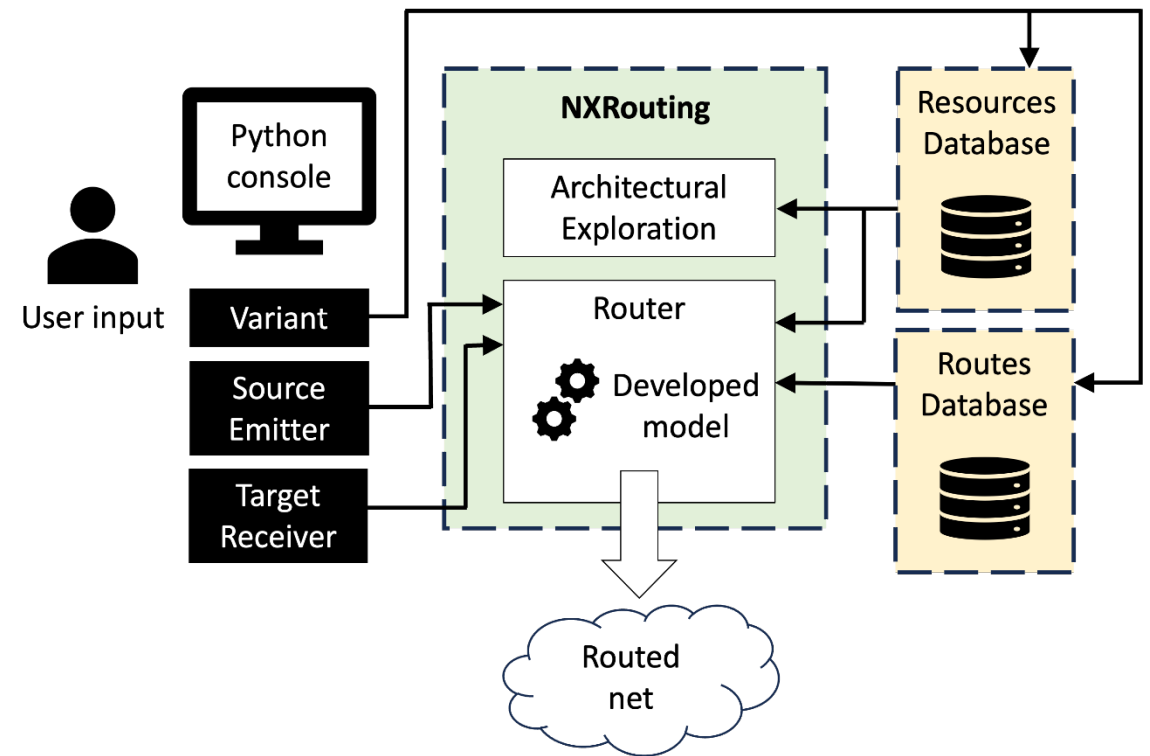 User input
Python
console
Variant
Source
Emitter
Target
Receiver
NXRouting
Architectural
Exploration
Router
Developed
model
Routed
net
Resources
Database
Routes
Database